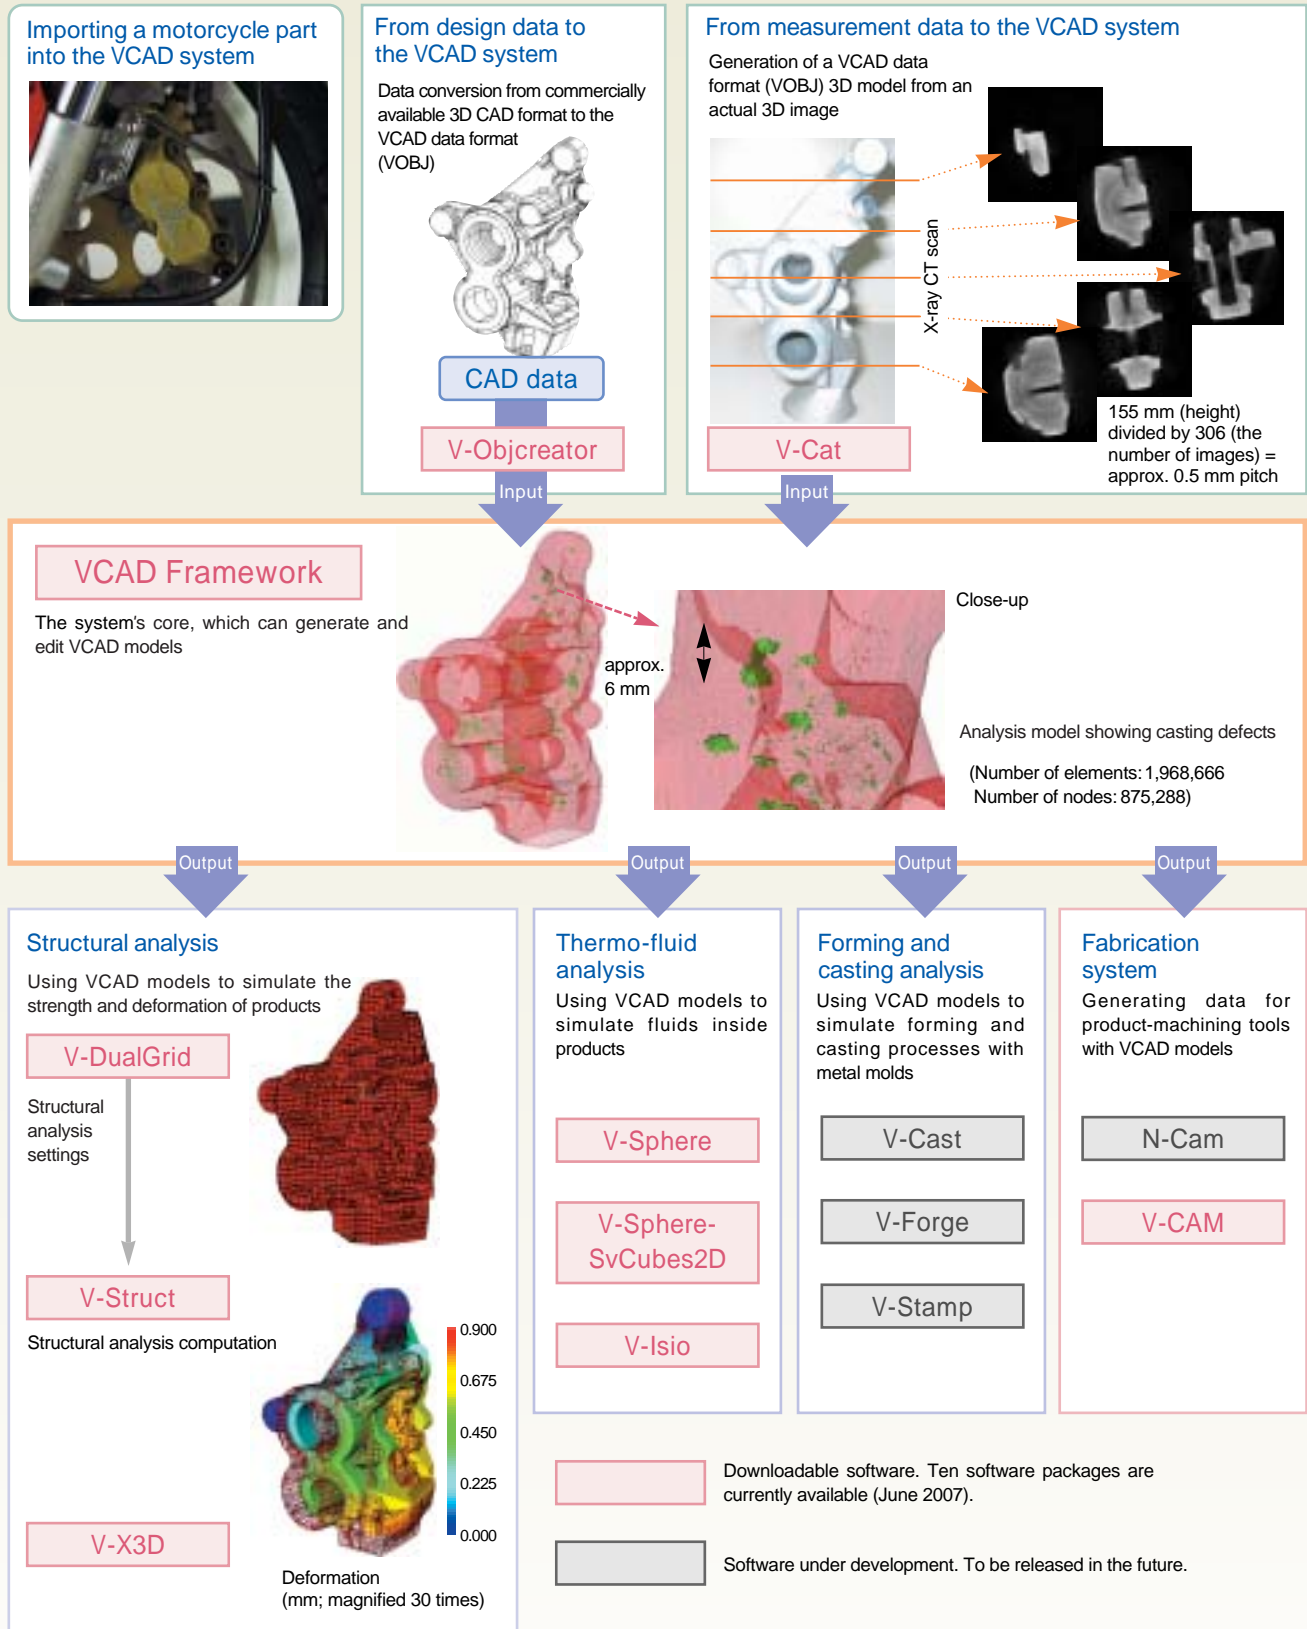 Importing a motorcycle part
into the VCAD system
From design data to
the VCAD system
Data conversion from commercially
available 3D CAD format to the
VCAD data format
(VOBJ)
CAD data
V-Objcreator
Input
From measurement data to the VCAD system
Generation of a VCAD data
format (VOBJ) 3D model from an
actual 3D image
X-ray CT scan
155 mm (height)
divided by 306 (the
number of images) =
approx. 0.5 mm pitch
V-Cat
Input
VCAD Framework
The system's core, which can generate and
edit VCAD models
approx.
6 mm
Close-up
Analysis model showing casting defects
(Number of elements: 1,968,666
Number of nodes: 875,288)
Output
Output
Output
Output
Structural analysis
Using VCAD models to simulate the
strength and deformation of products
V-DualGrid
Structural
analysis
settings
V-Struct
Structural analysis computation
0.900
0.675
0.450
0.225
0.000
V-X3D
Deformation
(mm; magnified 30 times)
Thermo-fluid
analysis
Using VCAD models to
simulate fluids inside
products
V-Sphere
V-Sphere-
SvCubes2D
V-Isio
Forming and
casting analysis
Using VCAD models to
simulate forming and
casting processes with
metal molds
V-Cast
V-Forge
V-Stamp
Fabrication
system
Generating data for
product-machining tools
with VCAD models
N-Cam
V-CAM
Downloadable software. Ten software packages are
currently available (June 2007).
Software under development. To be released in the future.